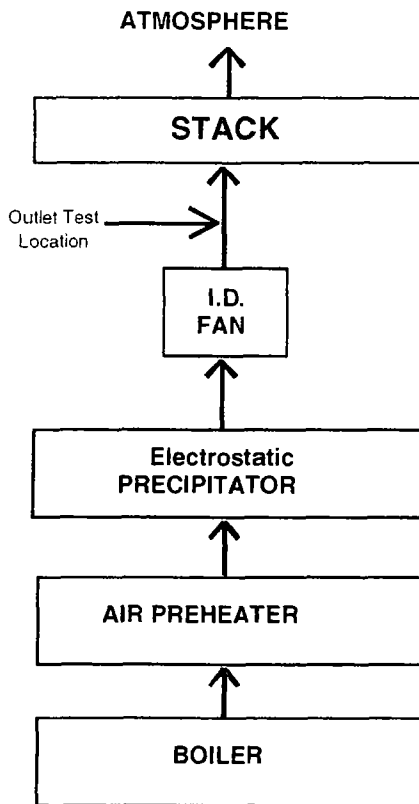 ATMOSPHERE
STACK
Outlet Test
Location
I.D.
FAN
Electrostatic
PRECIPITATOR
AIR PREHEATER
BOILER